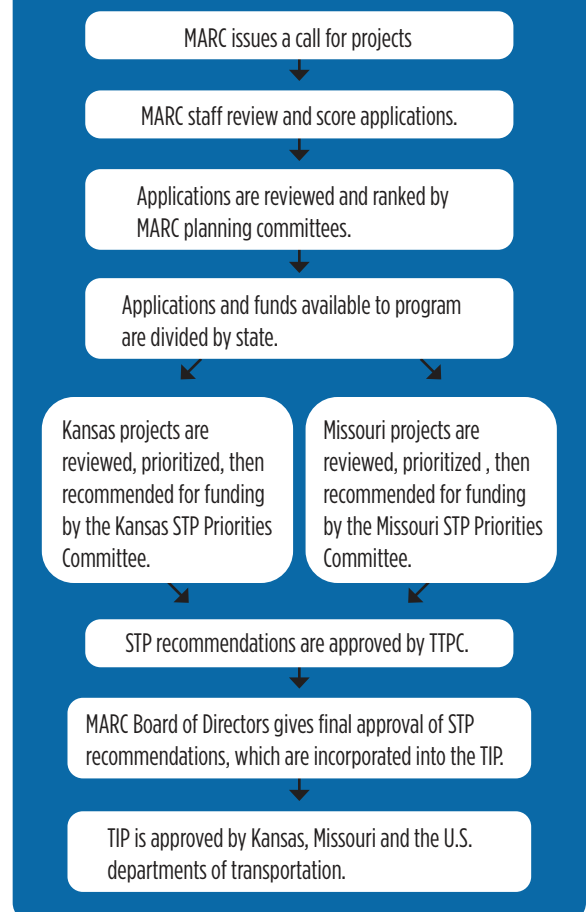 MARC issues a call for projects
MARC staff review and score applications.
Applications are reviewed and ranked by
MARC planning committees.
Applications and funds available to program
are divided by state.
Kansas projects are
reviewed, prioritized, then
recommended for funding
by the Kansas STP Priorities
Committee.
Missouri projects are
reviewed, prioritized , then
recommended for funding
by the Missouri STP Priorities
Committee.
STP recommendations are approved by TTPC.
MARC Board of Directors gives final approval of STP
recommendations, which are incorporated into the TIP.
TIP is approved by Kansas, Missouri and the U.S.
departments of transportation.